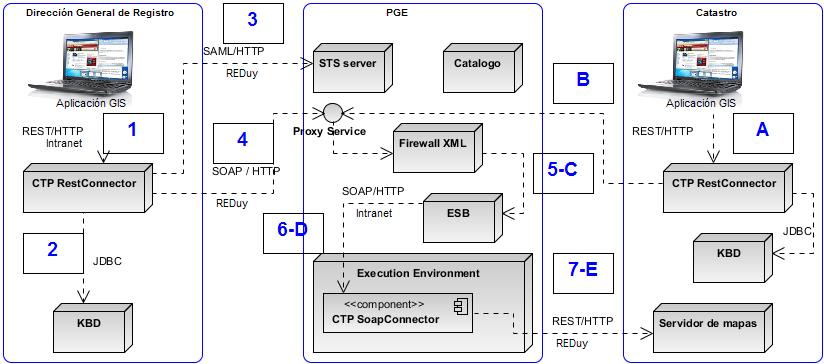 Dirección General de Registro
Aplicación GIS
REST/HTTP
Intranet
1
CTP RestConnector
2
JDBC
KBD
3
SAML/HTTP
REDuy
4
SOAP / HTTP
REDuy
PGE
STS server
Catalogo
Proxy Service
Firewall XML
5-C
SOAP/HTTP
Intranet
ESB
6-D
Execution Environment
<<component>>
CTP SoapConnector
7-E
REST/HTTP
REDuy
Catastro
Aplicación GIS
B
REST/HTTP
A
CTP RestConnector
JDBC
KBD
Servidor de mapas